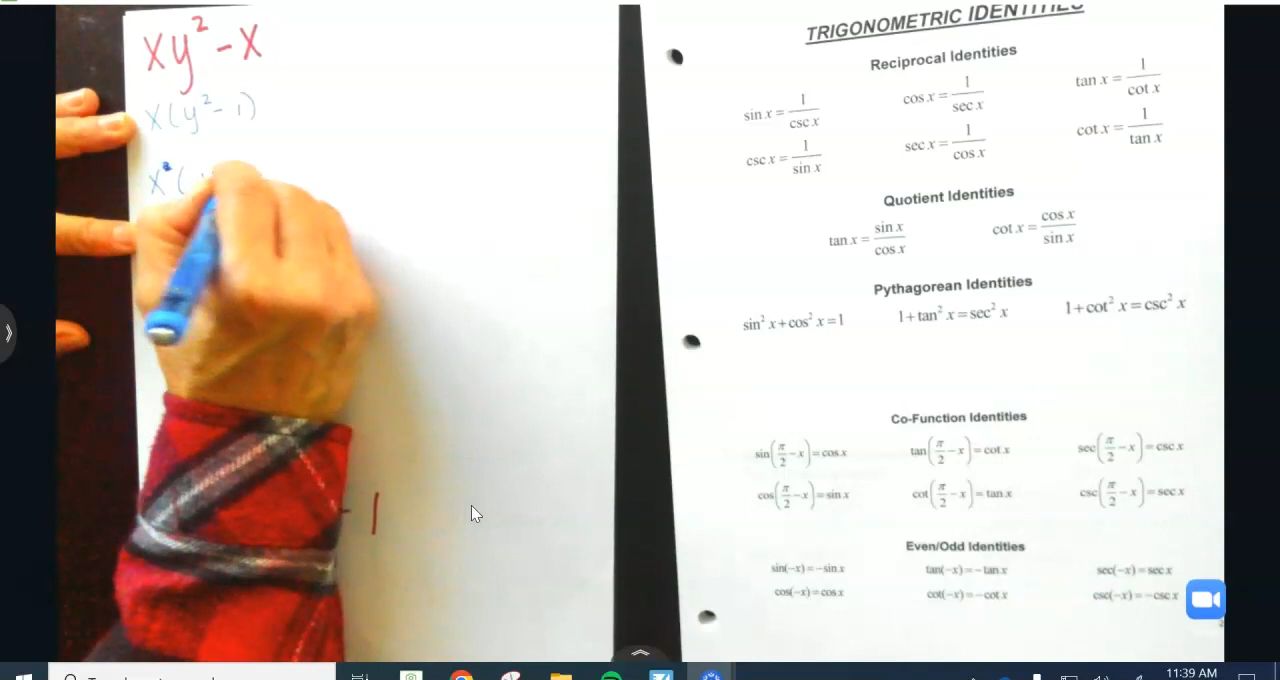 xy² - x
x(y² - 1)
x² (
- 1
TRIGONOMETRIC IDENTITIES
Reciprocal Identities
sin x = 1/csc x cos x = 1/sec x tan x = 1/cot x
csc x = 1/sin x sec x = 1/cos x cot x = 1/tan x
Quotient Identities
tan x = sin x/cos x cot x = cos x/sin x
Pythagorean Identities
sin² x + cos² x = 1 1 + tan² x = sec² x 1 + cot² x = csc² x
Co-Function Identities
sin(π/2 - x) = cos x tan(π/2 - x) = cot x sec(π/2 - x) = csc x
cos(π/2 - x) = sin x cot(π/2 - x) = tan x csc(π/2 - x) = sec x
Even/Odd Identities
sin(-x) = -sin x tan(-x) = -tan x sec(-x) = sec x
cos(-x) = cos x cot(-x) = -cot x csc(-x) = -csc x
11:39 AM